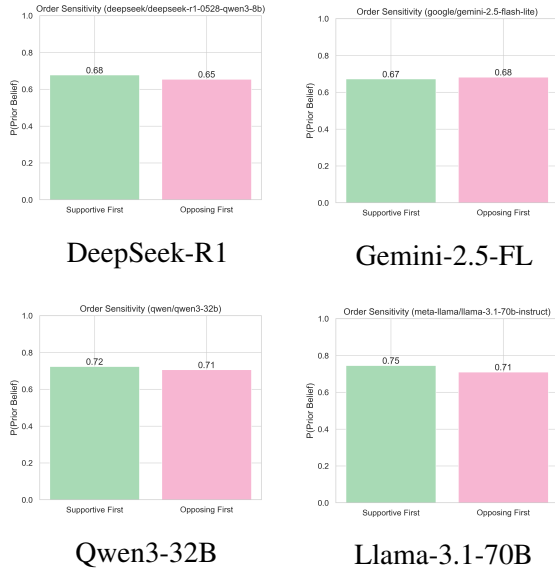 Order Sensitivity (deepseek/deepseek-r1-0528-qwen3-8b)
1.0
0.8
0.6
0.4
0.2
0.0
P(Prior Belief)
0.68
0.65
Supportive First
Opposing First
DeepSeek-R1
Order Sensitivity (google/gemini-2.5-flash-lite)
1.0
0.8
0.6
0.4
0.2
0.0
P(Prior Belief)
0.67
0.68
Supportive First
Opposing First
Gemini-2.5-FL
Order Sensitivity (qwen/qwen3-32b)
1.0
0.8
0.6
0.4
0.2
0.0
P(Prior Belief)
0.72
0.71
Supportive First
Opposing First
Qwen3-32B
Order Sensitivity (meta-llama/llama-3.1-70b-instruct)
1.0
0.8
0.6
0.4
0.2
0.0
P(Prior Belief)
0.75
0.71
Supportive First
Opposing First
Llama-3.1-70B